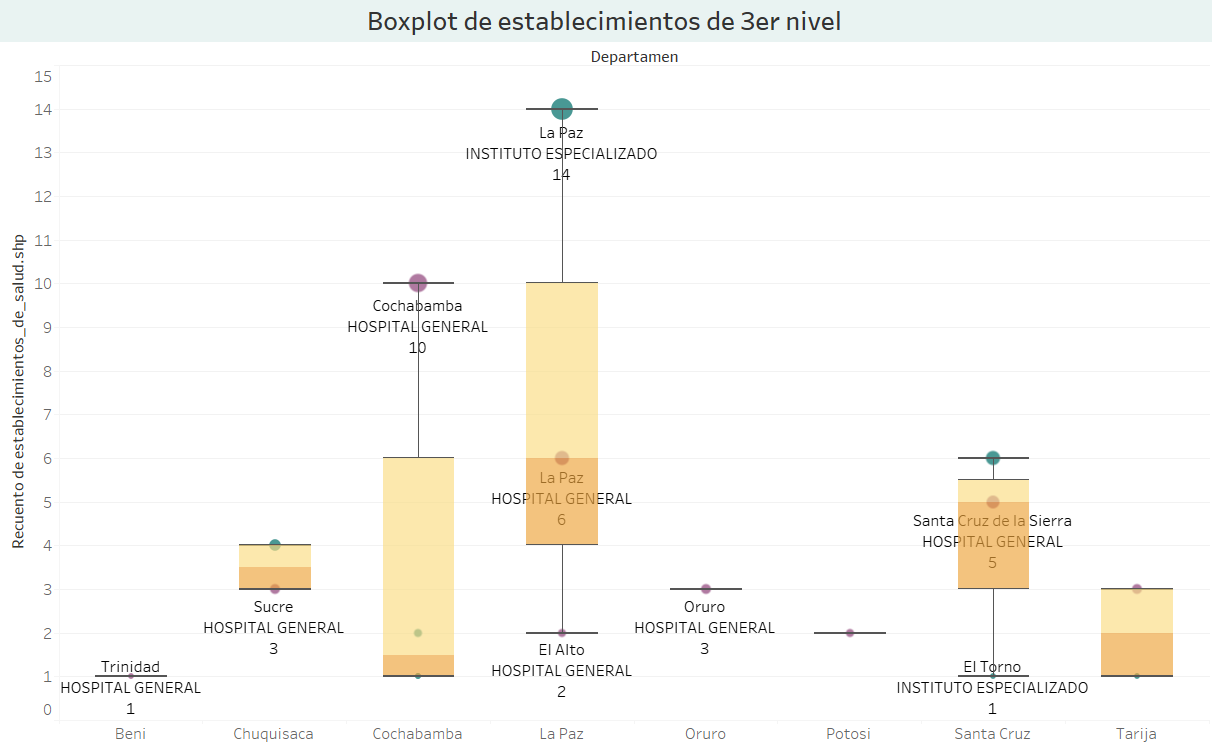 Boxplot de establecimientos de 3er nivel
Departamen
Recuento de establecimientos_de_salud.shp
15
14
13
12
11
10
9
8
7
6
5
4
3
2
1
0
La Paz
INSTITUTO ESPECIALIZADO
14
Cochabamba
HOSPITAL GENERAL
10
La Paz
HOSPITAL GENERAL
6
Santa Cruz de la Sierra
HOSPITAL GENERAL
5
Sucre
HOSPITAL GENERAL
3
Oruro
HOSPITAL GENERAL
3
El Alto
HOSPITAL GENERAL
2
Trinidad
HOSPITAL GENERAL
1
El Torno
INSTITUTO ESPECIALIZADO
1
Beni
Chuquisaca
Cochabamba
La Paz
Oruro
Potosi
Santa Cruz
Tarija